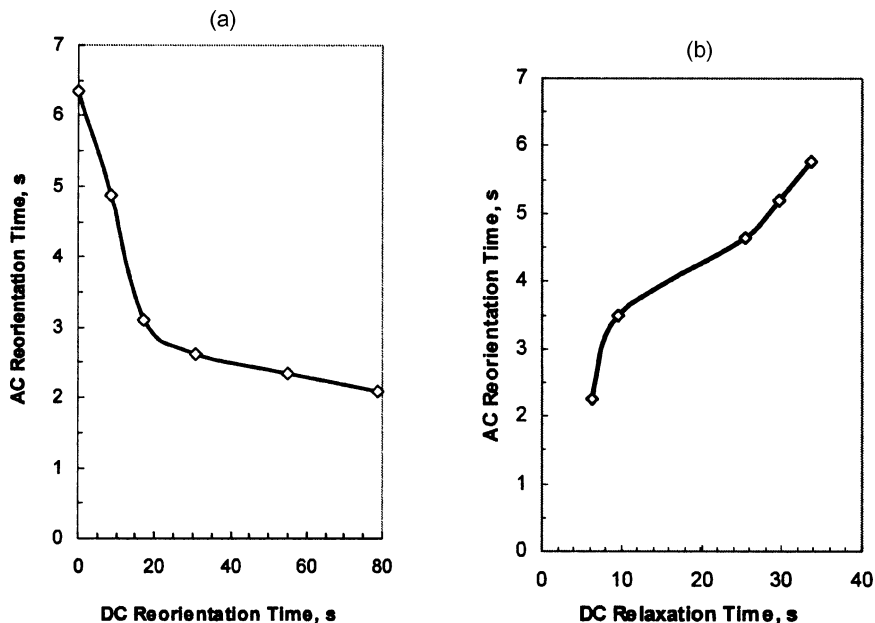 (a)
7
6
5
4
3
2
1
0
0 20 40 60 80
AC Reorientation Time, s
DC Reorientation Time, s
(b)
7
6
5
4
3
2
1
0
0 10 20 30 40
AC Reorientation Time, s
DC Relaxation Time, s